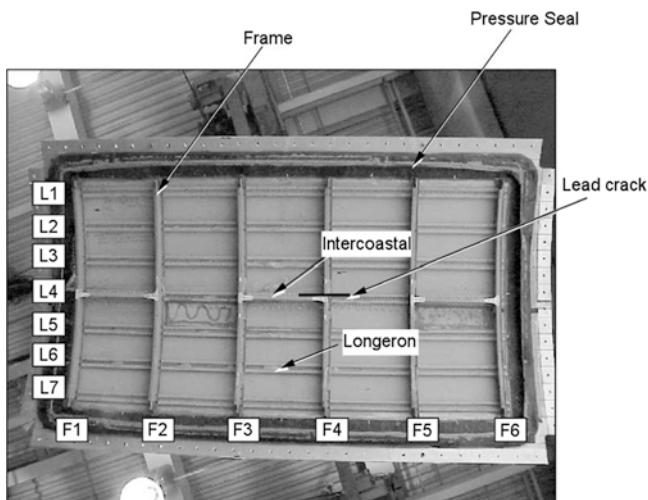 Pressure Seal
Frame
Lead crack
L1
L2
L3
Intercoastal
L4
L5
Longeron
L6
L7
F1 F2 F3 F4 F5 F6